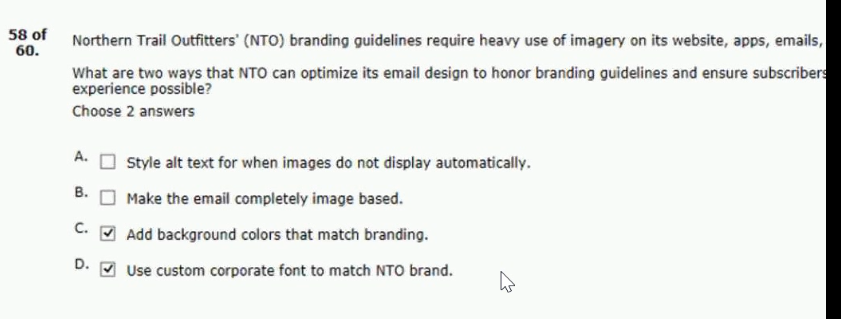 58 of
60.
Northern Trail Outfitters' (NTO) branding guidelines require heavy use of imagery on its website, apps, emails,
What are two ways that NTO can optimize its email design to honor branding guidelines and ensure subscribers
experience possible?
Choose 2 answers
A. Style alt text for when images do not display automatically.
B. Make the email completely image based.
C. Add background colors that match branding.
D. Use custom corporate font to match NTO brand.